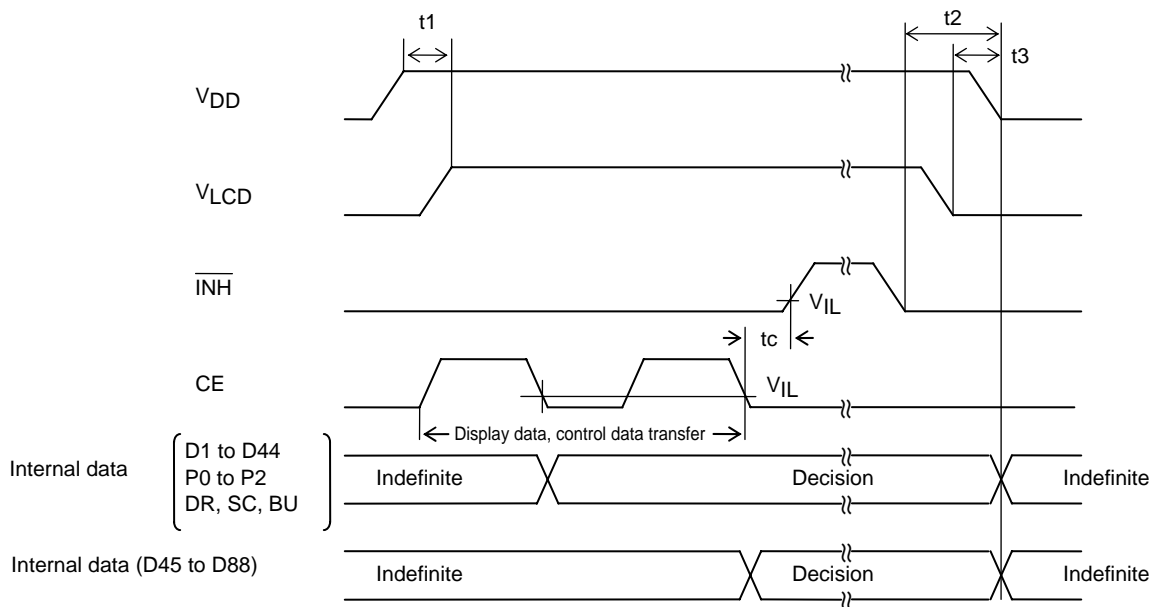 t1
t2
t3
VDD
VLCD
INH
VIL
tc
CE
VIL
Display data, control data transfer
Internal data
D1 to D44
P0 to P2
DR, SC, BU
Indefinite
Decision
Indefinite
Internal data (D45 to D88)
Indefinite
Decision
Indefinite